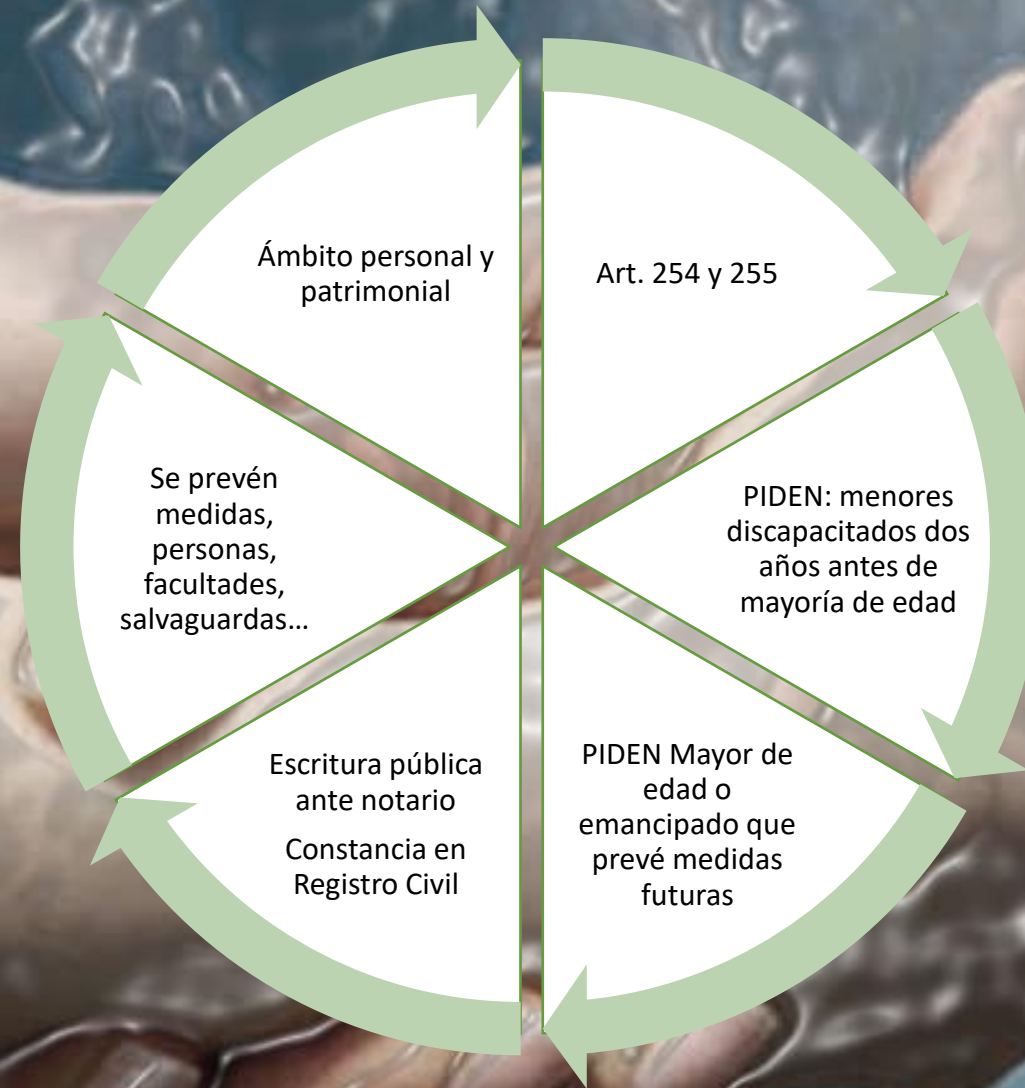 Art. 254 y 255
PIDEN: menores
discapacitados dos
años antes de
mayoría de edad
PIDEN Mayor de
edad o
emancipado que
prevé medidas
futuras
Escritura pública
ante notario
Constancia en
Registro Civil
Se prevén
medidas,
personas,
facultades,
salvaguardas…
Ámbito personal y
patrimonial